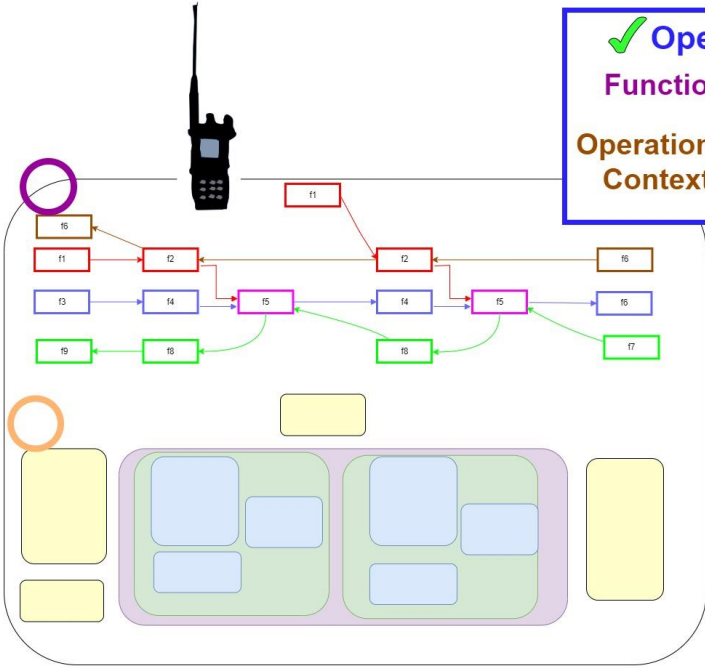 Ope
Functio
Operation
Context
f1
f6
f1
f2
f2
f6
f3
f4
f5
f4
f5
f6
f9
f8
f8
f7